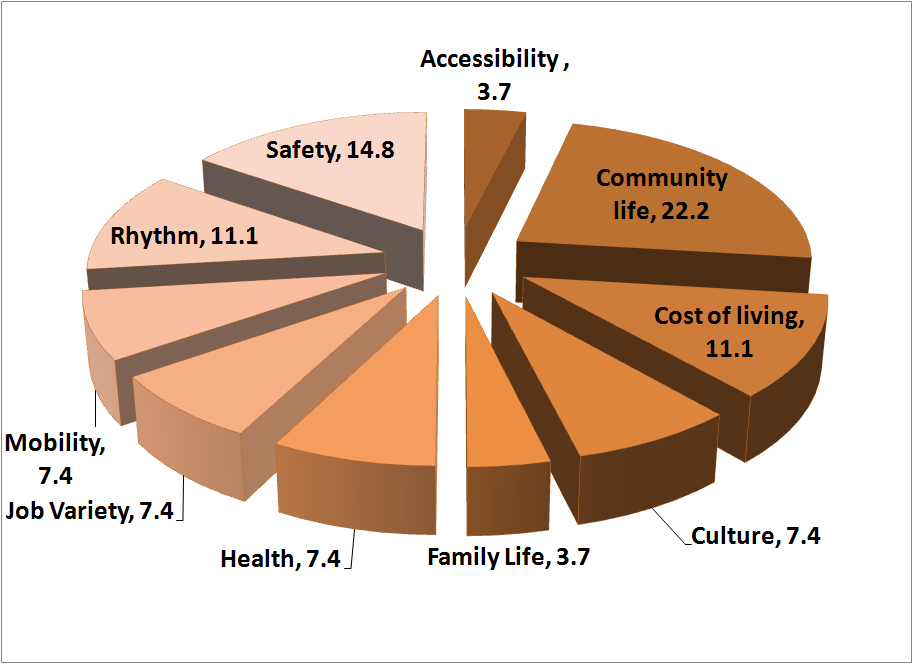 Accessibility ,
3.7
Community
life, 22.2
Cost of living,
11.1
Culture, 7.4
Family Life, 3.7
Health, 7.4
Job Variety, 7.4
Mobility,
7.4
Rhythm, 11.1
Safety, 14.8